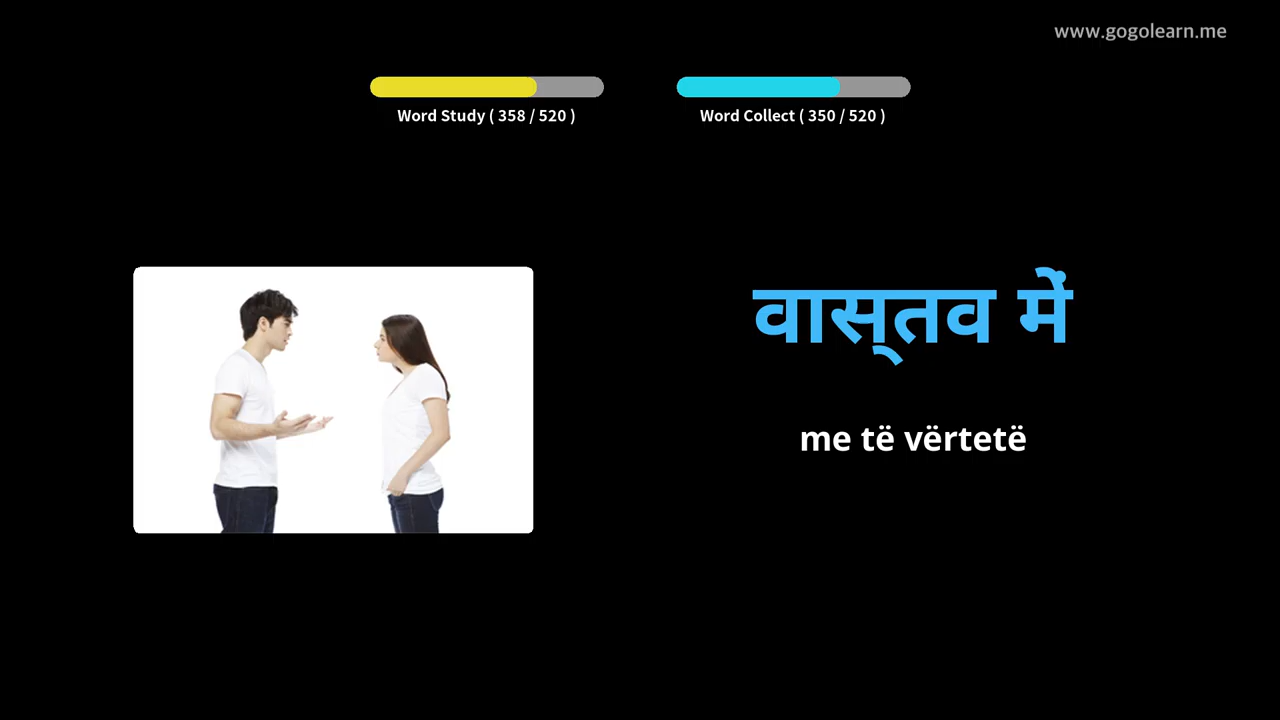 www.gogolearn.me
Word Study ( 358 / 520 )
Word Collect ( 350 / 520 )
वास्तव में
me të vërtetë